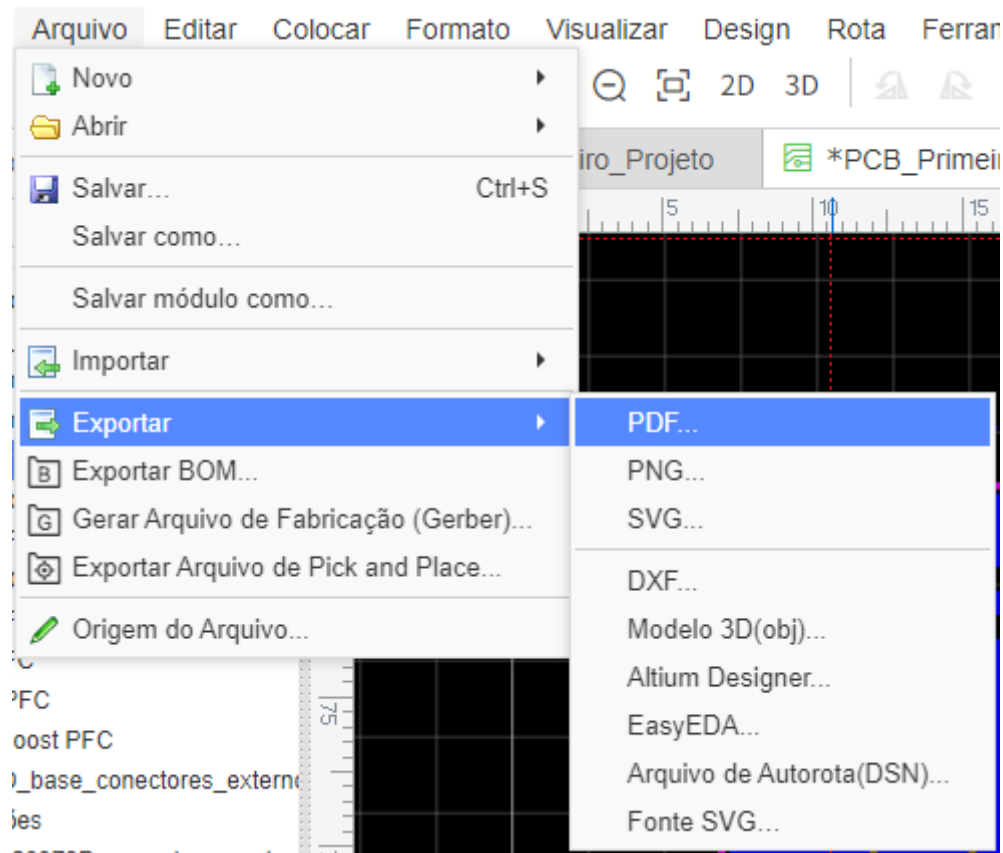 Arquivo Editar Colocar Formato Visualizar Design Rota Ferran
Novo
2D 3D
Abrir
iro_Projeto *PCB_Primeir
Salvar... Ctrl+S
5 10 15
Salvar como...
Salvar módulo como...
Importar
Exportar
PDF...
Exportar BOM...
PNG...
Gerar Arquivo de Fabricação (Gerber)...
SVG...
Exportar Arquivo de Pick and Place...
DXF...
Origem do Arquivo...
Modelo 3D(obj)...
PFC
Altium Designer...
75
oost PFC
EasyEDA...
_base_conectores_extern
Arquivo de Autorota(DSN)...
ões
Fonte SVG...